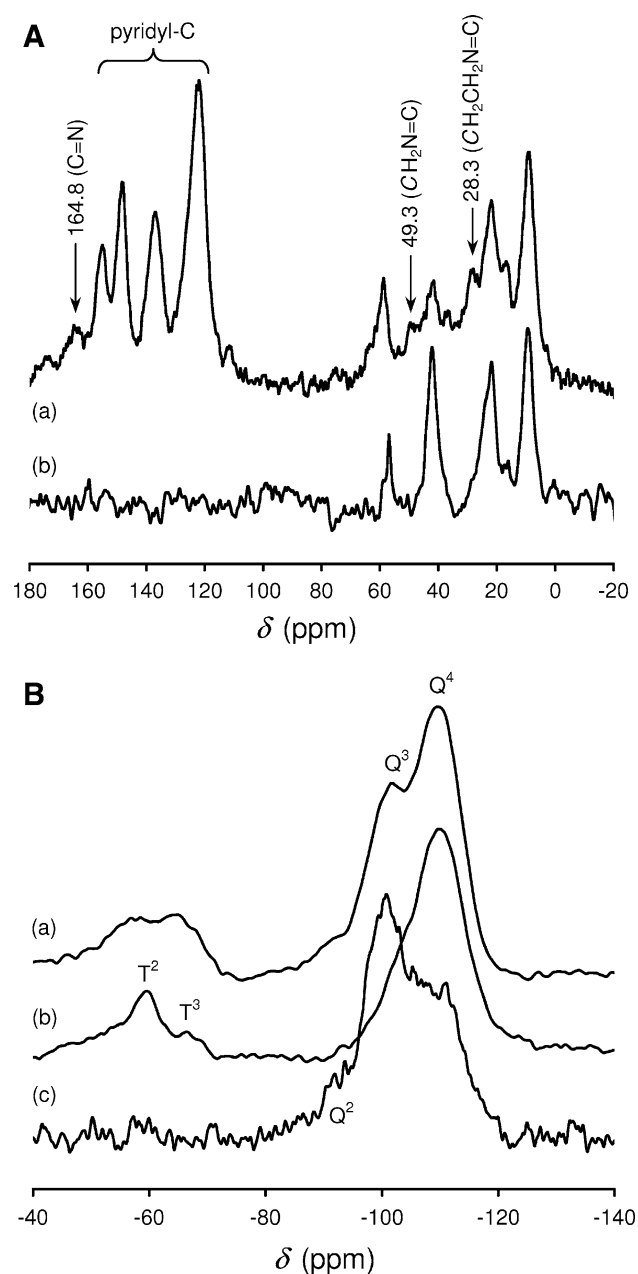 A
pyridyl-C
164.8 (C=N)
49.3 (CH₂N=C)
28.3 (CH₂CH₂N=C)
(a)
(b)
180 160 140 120 100 80 60 40 20 0 -20
δ (ppm)
B
Q⁴
Q³
(a)
T²
T³
(b)
(c)
Q²
-40 -60 -80 -100 -120 -140
δ (ppm)